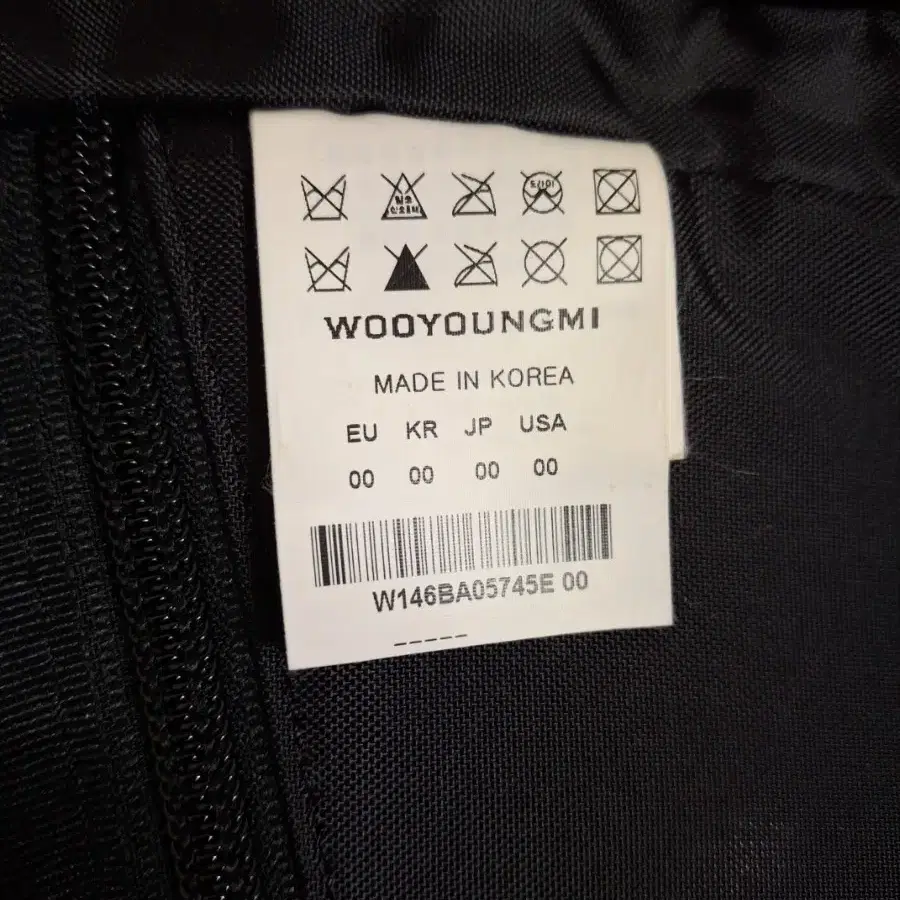 WOOYOUNGMI
MADE IN KOREA
EU KR JP USA
00 00 00 00
W146BA05745E 00
-----